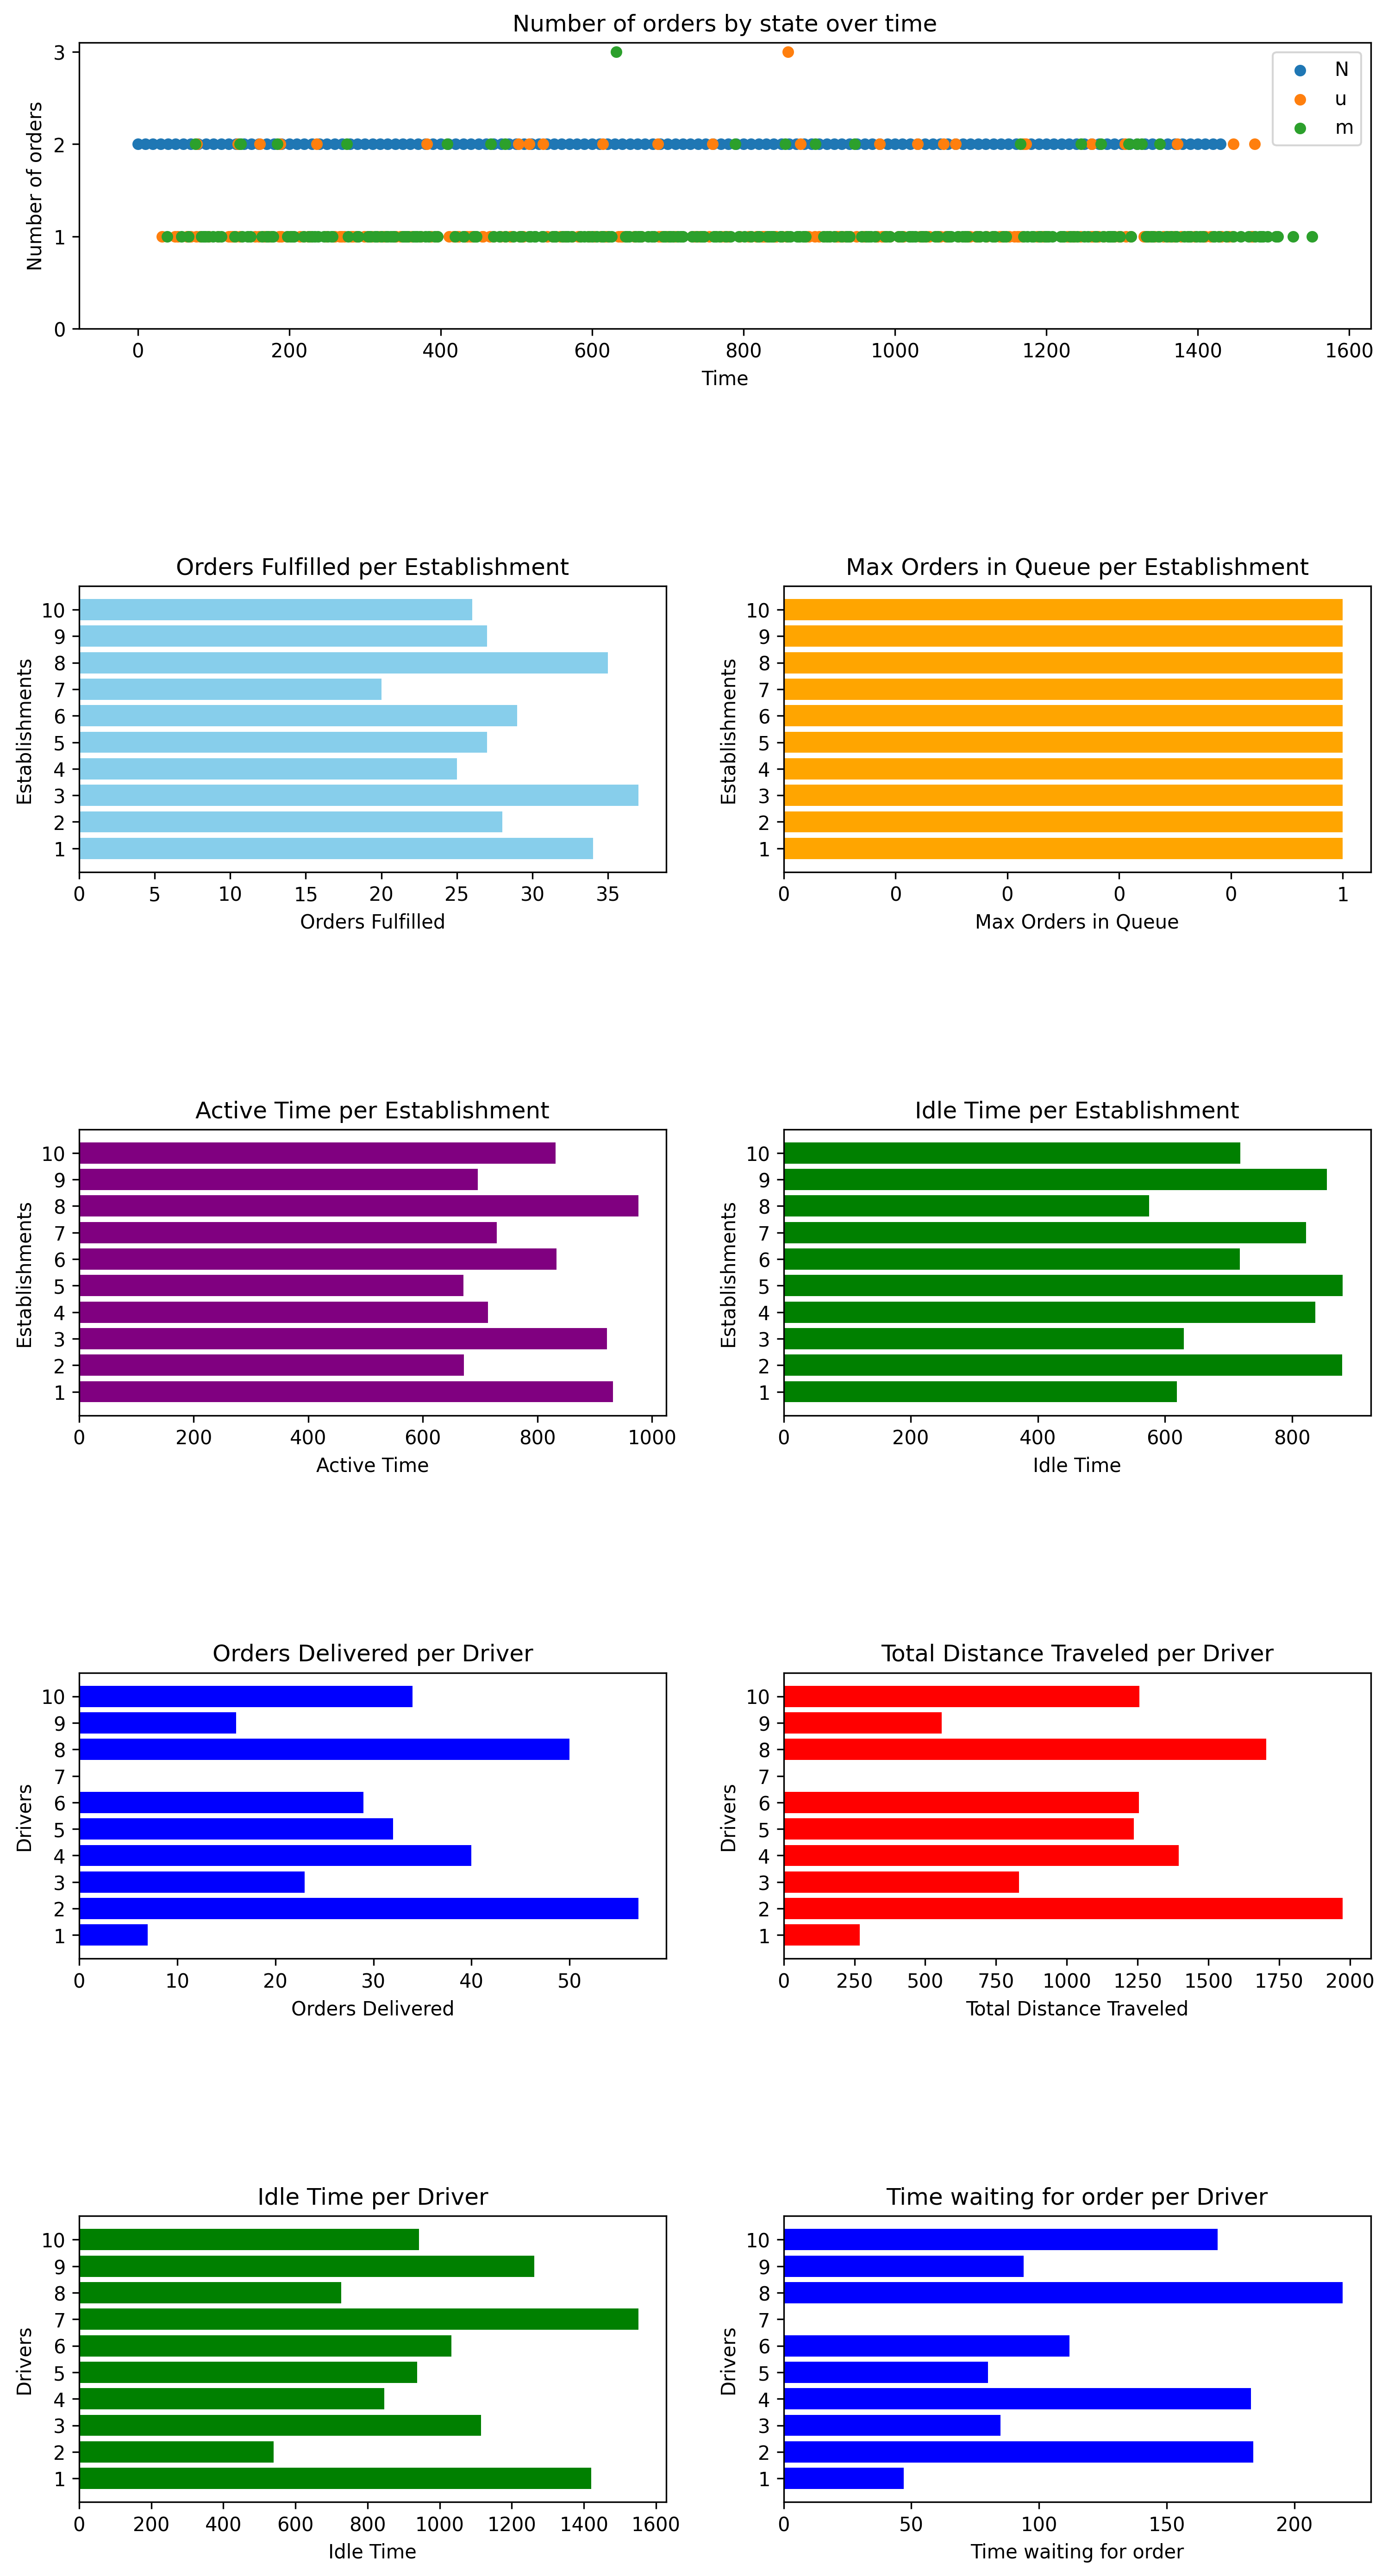 Number of orders by state over time
3
2
1
0
Number of orders
N
u
m
0 200 400 600 800 1000 1200 1400 1600
Time
Orders Fulfilled per Establishment
10
9
8
7
6
5
4
3
2
1
Establishments
0 5 10 15 20 25 30 35
Orders Fulfilled
Max Orders in Queue per Establishment
10
9
8
7
6
5
4
3
2
1
Establishments
0 0 0 0 0 1
Max Orders in Queue
Active Time per Establishment
10
9
8
7
6
5
4
3
2
1
Establishments
0 200 400 600 800 1000
Active Time
Idle Time per Establishment
10
9
8
7
6
5
4
3
2
1
Establishments
0 200 400 600 800
Idle Time
Orders Delivered per Driver
10
9
8
7
6
5
4
3
2
1
Drivers
0 10 20 30 40 50
Orders Delivered
Total Distance Traveled per Driver
10
9
8
7
6
5
4
3
2
1
Drivers
0 250 500 750 1000 1250 1500 1750 2000
Total Distance Traveled
Idle Time per Driver
10
9
8
7
6
5
4
3
2
1
Drivers
0 200 400 600 800 1000 1200 1400 1600
Idle Time
Time waiting for order per Driver
10
9
8
7
6
5
4
3
2
1
Drivers
0 50 100 150 200
Time waiting for order